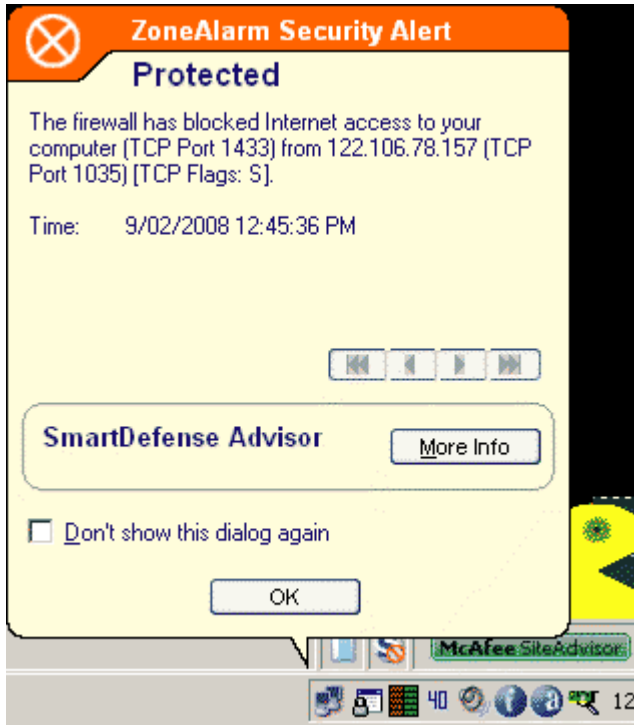 ZoneAlarm Security Alert
Protected
The firewall has blocked Internet access to your
computer (TCP Port 1433) from 122.106.78.157 (TCP
Port 1035) [TCP Flags: S].
Time: 9/02/2008 12:45:36 PM
SmartDefense Advisor More Info
Don't show this dialog again
OK
McAfee SiteAdvisor
40 12